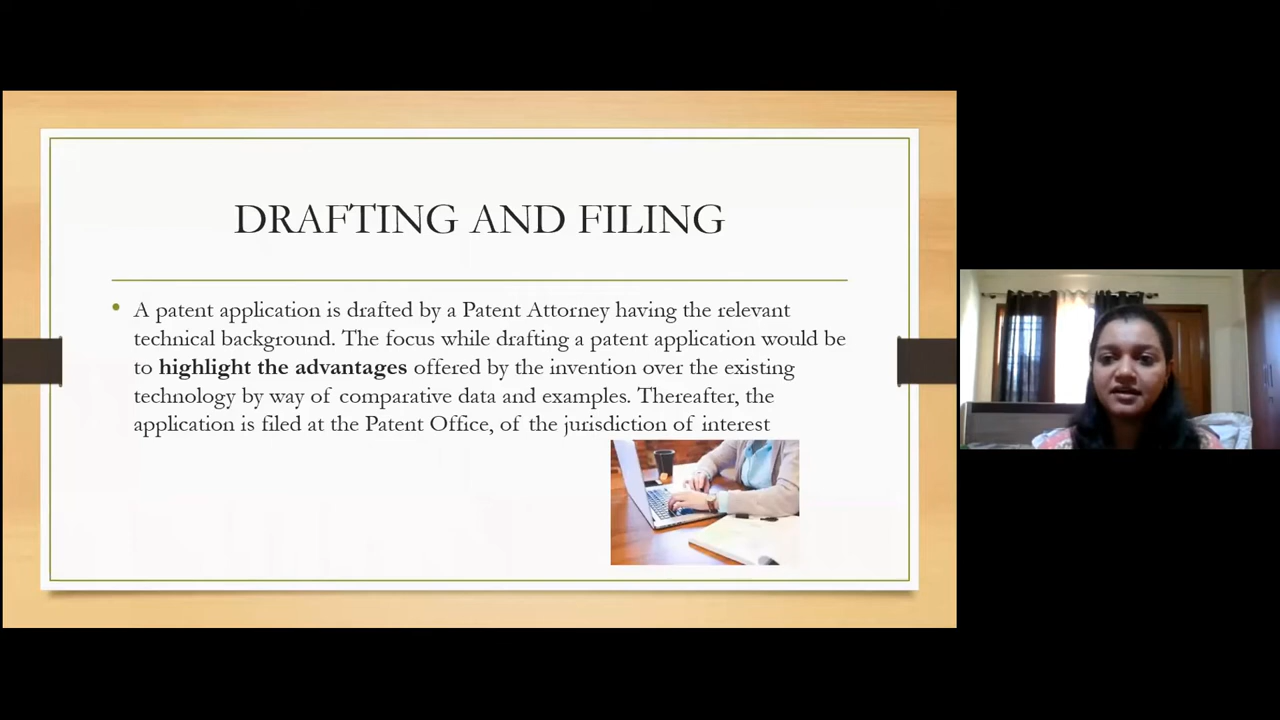 DRAFTING AND FILING
• A patent application is drafted by a Patent Attorney having the relevant
technical background. The focus while drafting a patent application would be
to highlight the advantages offered by the invention over the existing
technology by way of comparative data and examples. Thereafter, the
application is filed at the Patent Office, of the jurisdiction of interest